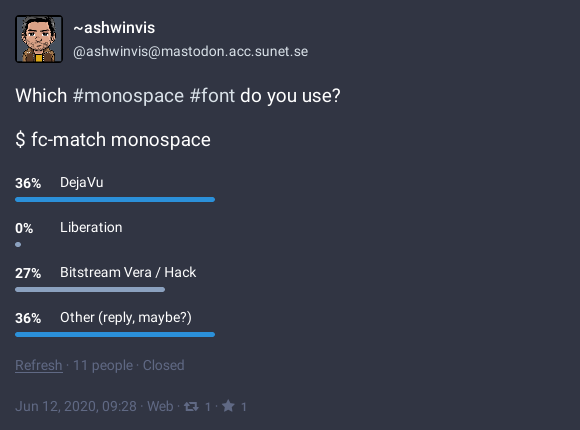 ~ashwinvis
@ashwinvis@mastodon.acc.sunet.se
Which #monospace #font do you use?
$ fc-match monospace
36% DejaVu
0% Liberation
27% Bitstream Vera / Hack
36% Other (reply, maybe?)
Refresh · 11 people · Closed
Jun 12, 2020, 09:28 · Web · 1 · 1